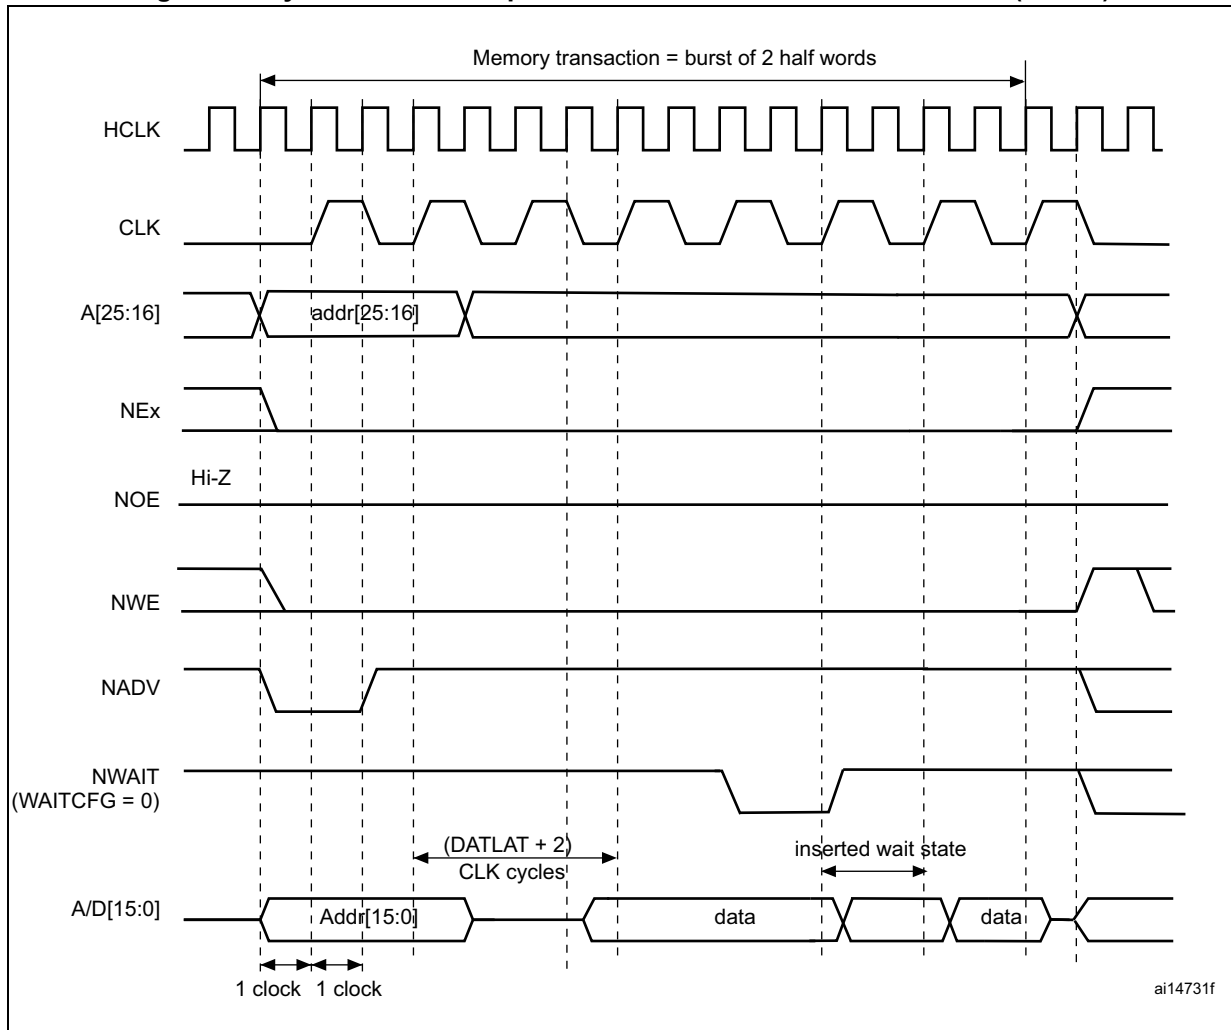 Memory transaction = burst of 2 half words
HCLK
CLK
A[25:16]
addr[25:16]
NEx
Hi-Z
NOE
NWE
NADV
NWAIT
(WAITCFG = 0)
(DATLAT + 2)
CLK cycles
inserted wait state
A/D[15:0]
Addr[15:0]
data
data
1 clock 1 clock
ai14731f